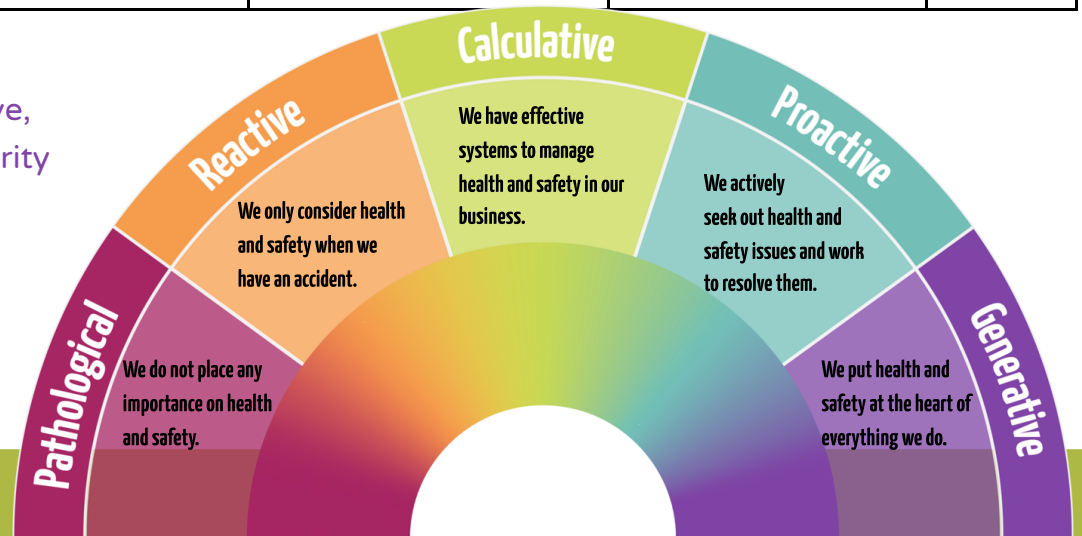 ve,
rity
Pathological
We do not place any
importance on health
and safety.
Reactive
We only consider health
and safety when we
have an accident.
Calculative
We have effective
systems to manage
health and safety in our
business.
Proactive
We actively
seek out health and
safety issues and work
to resolve them.
Generative
We put health and
safety at the heart of
everything we do.